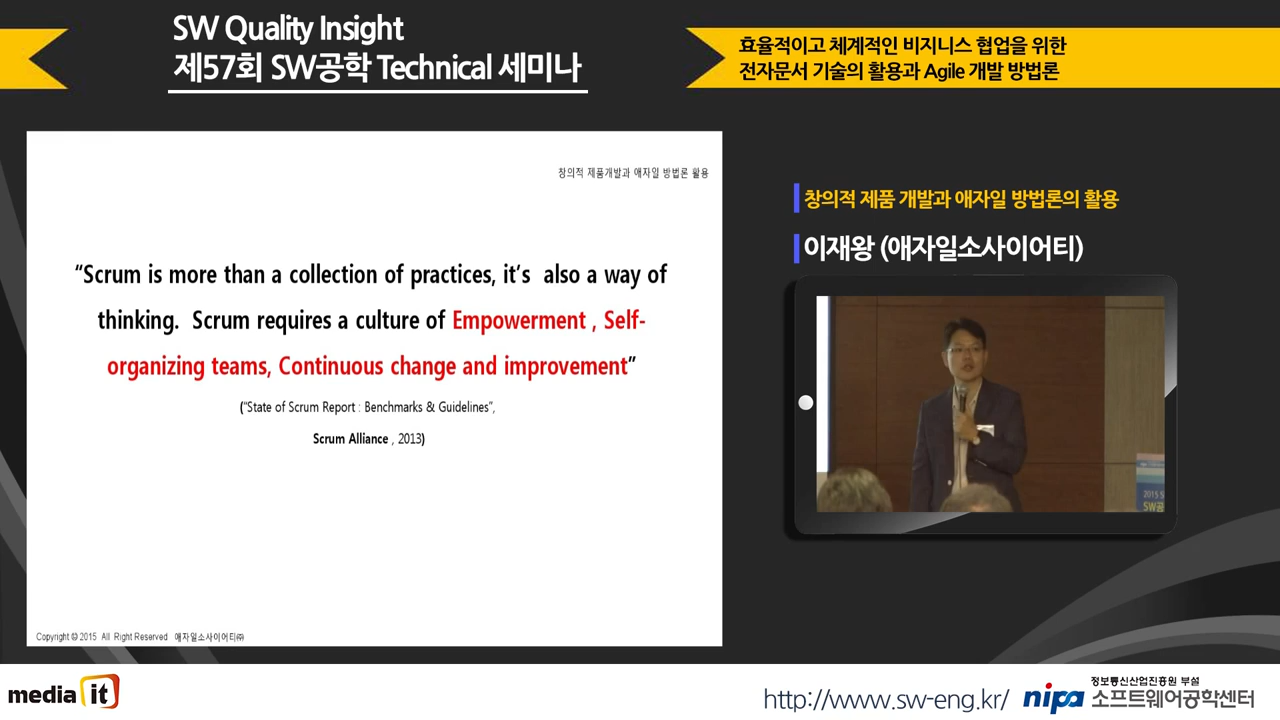 SW Quality Insight
제57회 SW공학 Technical 세미나
효율적이고 체계적인 비지니스 협업을 위한
전자문서 기술의 활용과 Agile 개발 방법론
창의적 제품개발과 애자일 방법론 활용
“Scrum is more than a collection of practices, it’s also a way of
thinking. Scrum requires a culture of Empowerment , Self-
organizing teams, Continuous change and improvement”
(“State of Scrum Report : Benchmarks & Guidelines”,
Scrum Alliance , 2013)
Copyright © 2015 All Right Reserved 애자일소사이어티㈜
창의적 제품 개발과 애자일 방법론의 활용
이재왕 (애자일소사이어티)
2015 S
SW공
media it
http://www.sw-eng.kr/
nipa
정보통신산업진흥원 부설
소프트웨어공학센터